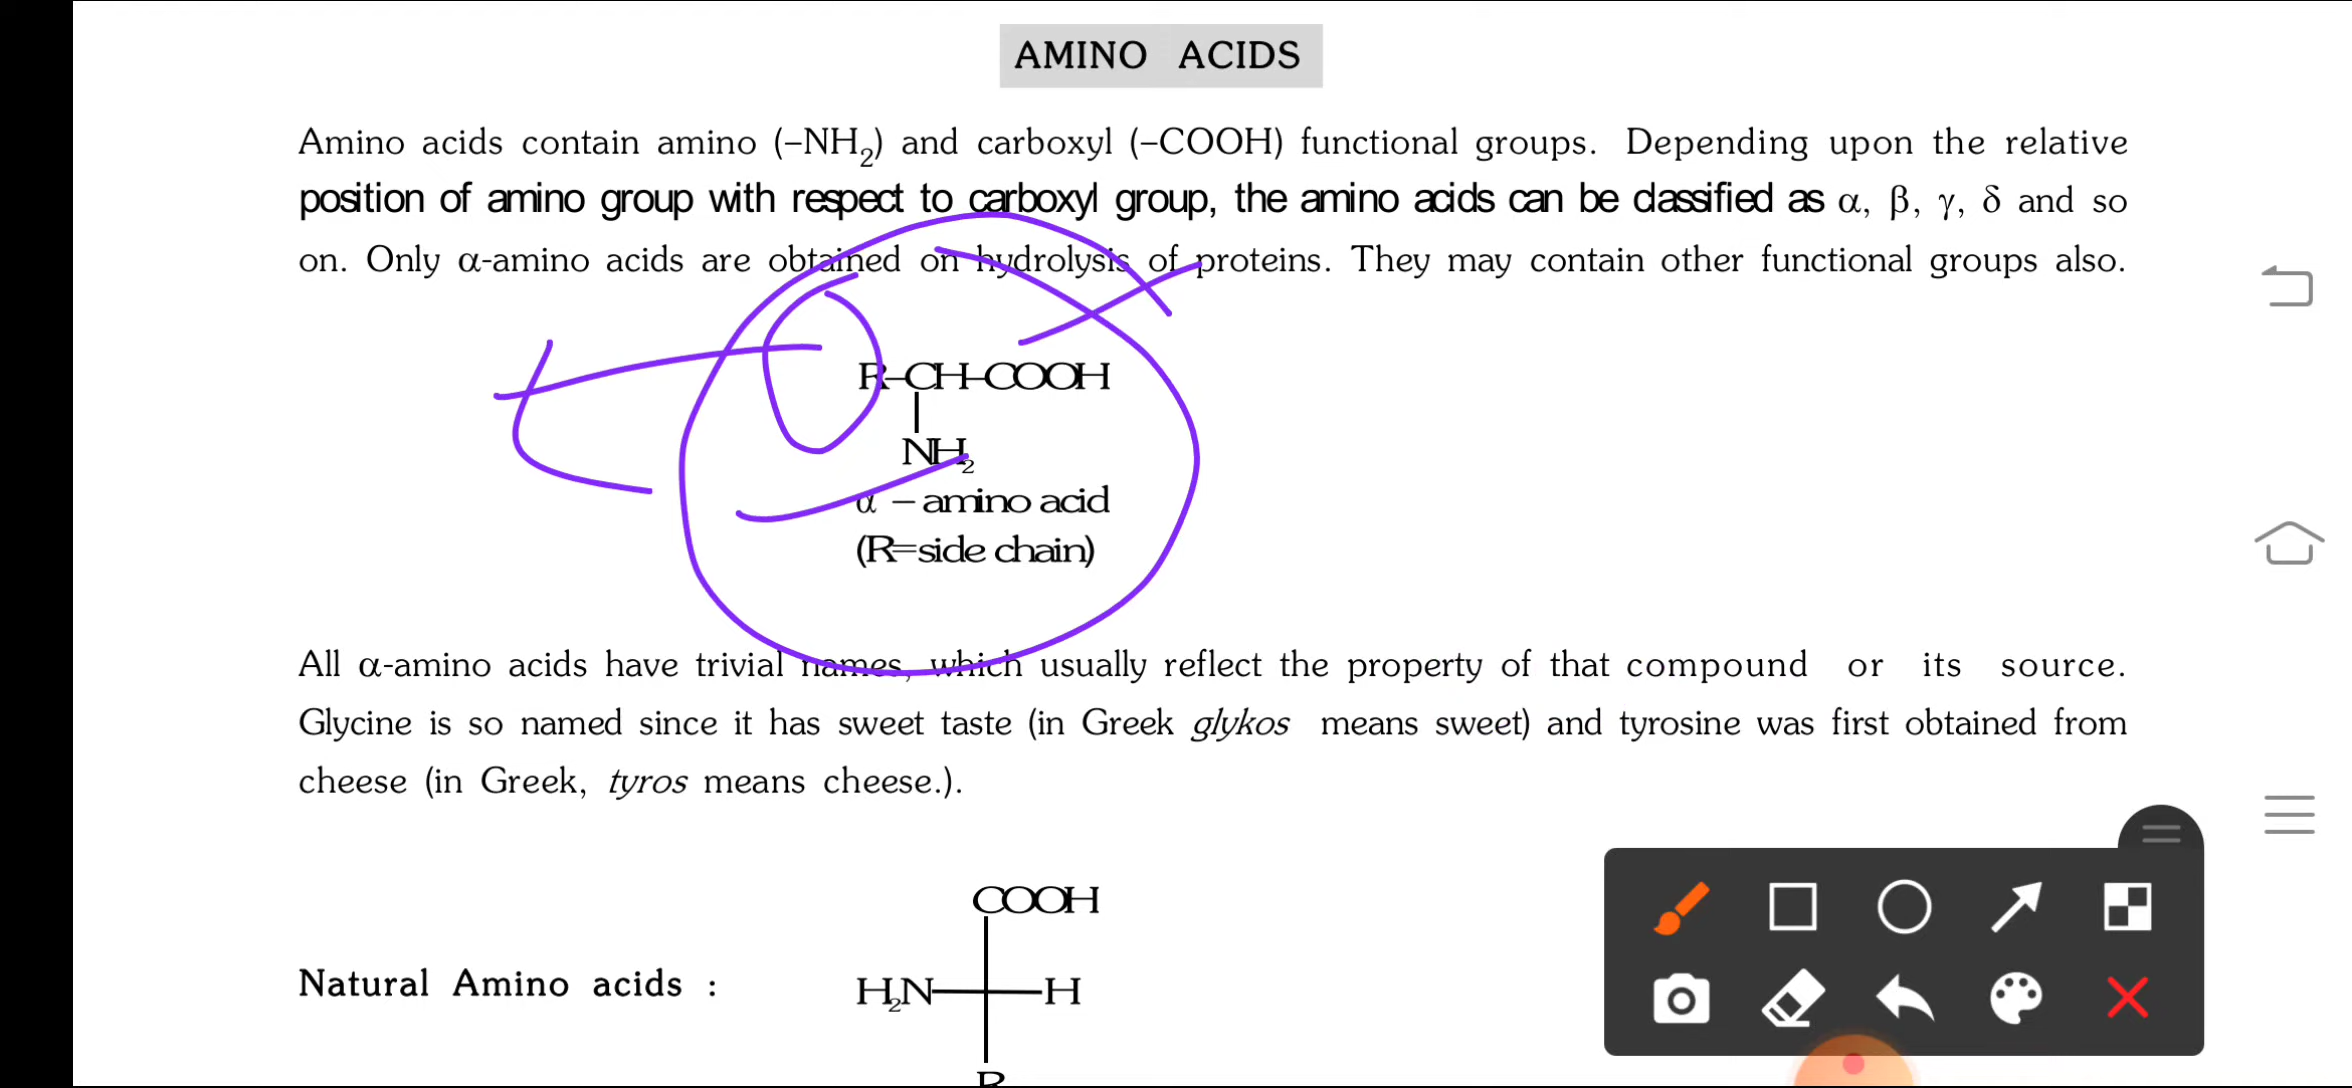 AMINO ACIDS
Amino acids contain amino (–NH₂) and carboxyl (–COOH) functional groups. Depending upon the relative
position of amino group with respect to carboxyl group, the amino acids can be classified as α, β, γ, δ and so
on. Only α-amino acids are obtained on hydrolysis of proteins. They may contain other functional groups also.
R–CH–COOH
NH₂
α – amino acid
(R=side chain)
All α-amino acids have trivial names, which usually reflect the property of that compound or its source.
Glycine is so named since it has sweet taste (in Greek glykos means sweet) and tyrosine was first obtained from
cheese (in Greek, tyros means cheese.).
COOH
Natural Amino acids : H₂N H
R